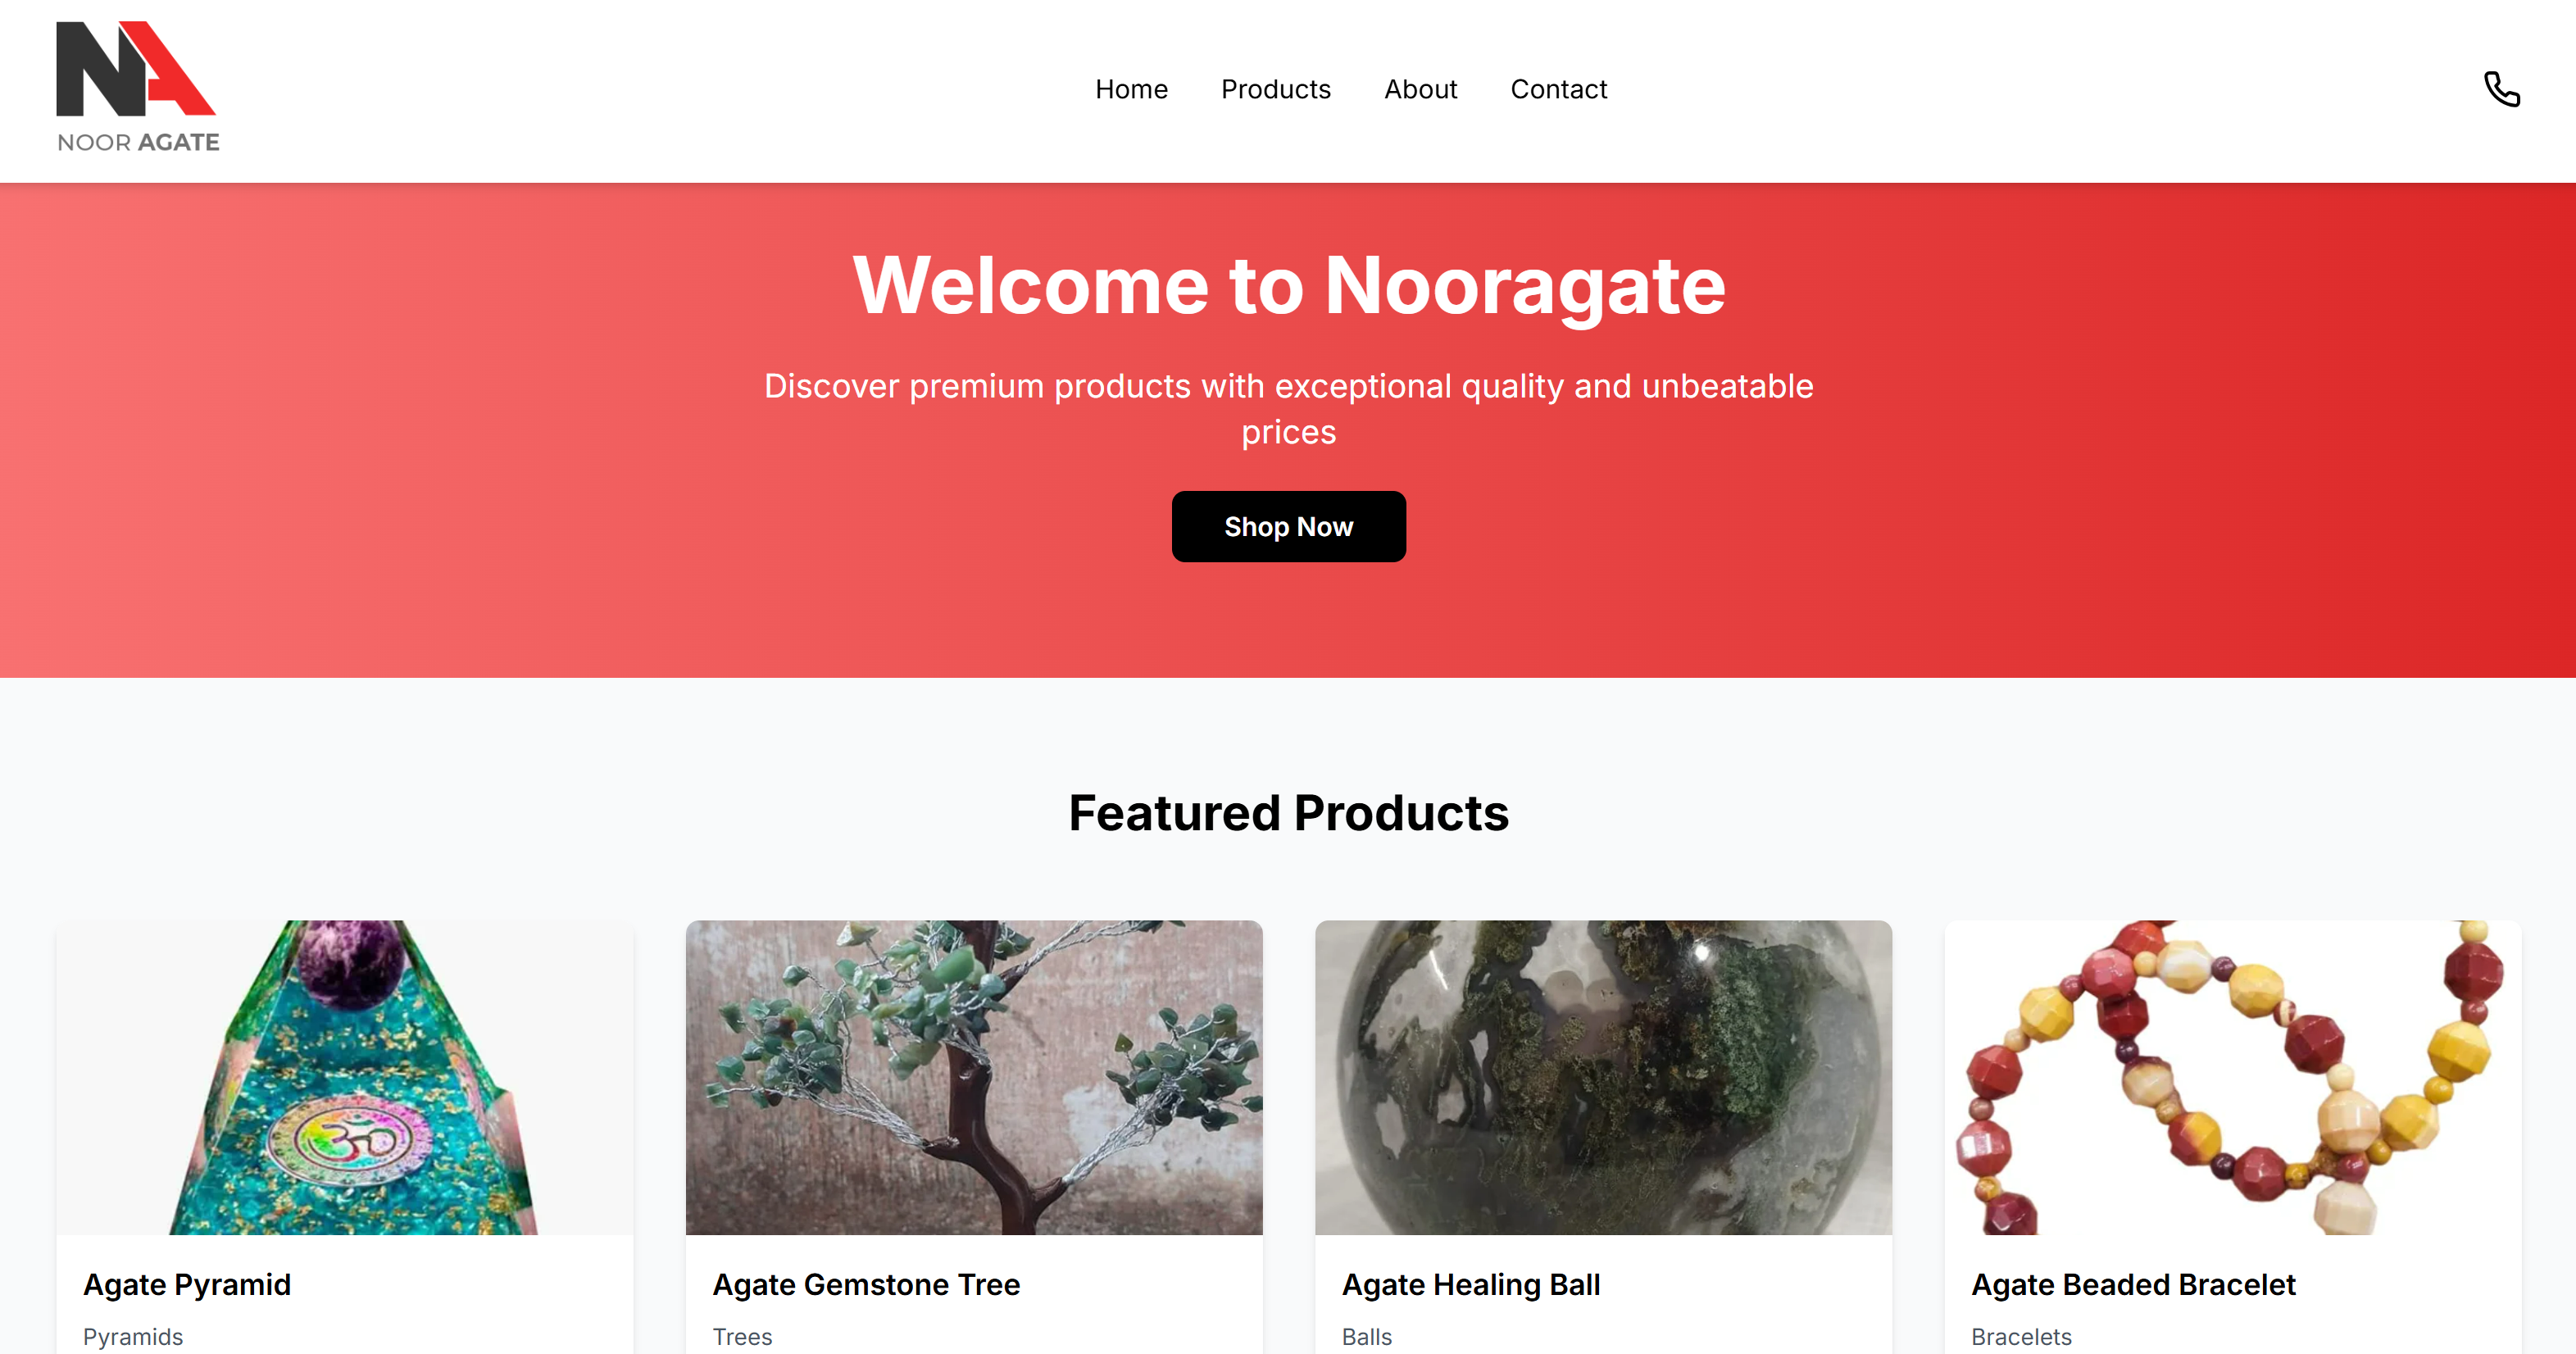 NA
NOOR AGATE
Home
Products
About
Contact
Welcome to Nooragate
Discover premium products with exceptional quality and unbeatable
prices
Shop Now
Featured Products
ॐ
Agate Pyramid
Pyramids
Agate Gemstone Tree
Trees
Agate Healing Ball
Balls
Agate Beaded Bracelet
Bracelets